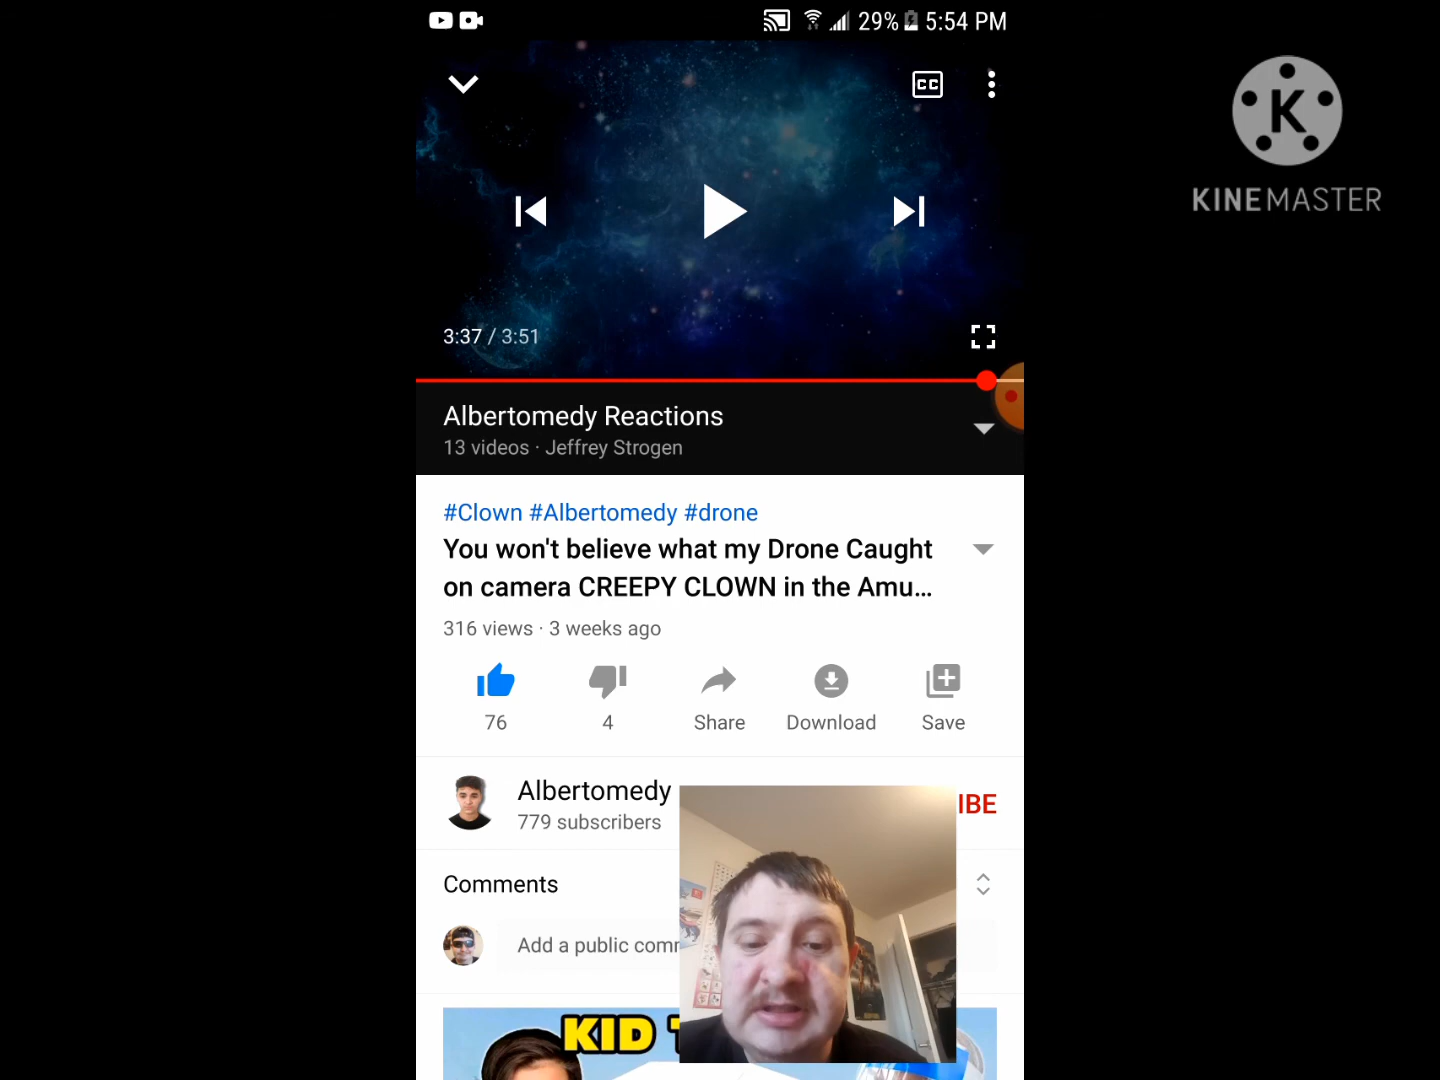 29% 5:54 PM
CC
K
KINEMASTER
3:37 / 3:51
Albertomedy Reactions
13 videos · Jeffrey Strogen
#Clown #Albertomedy #drone
You won't believe what my Drone Caught
on camera CREEPY CLOWN in the Amu...
316 views · 3 weeks ago
76
4
Share
Download
Save
Albertomedy
IBE
779 subscribers
Comments
Add a public comm
KID